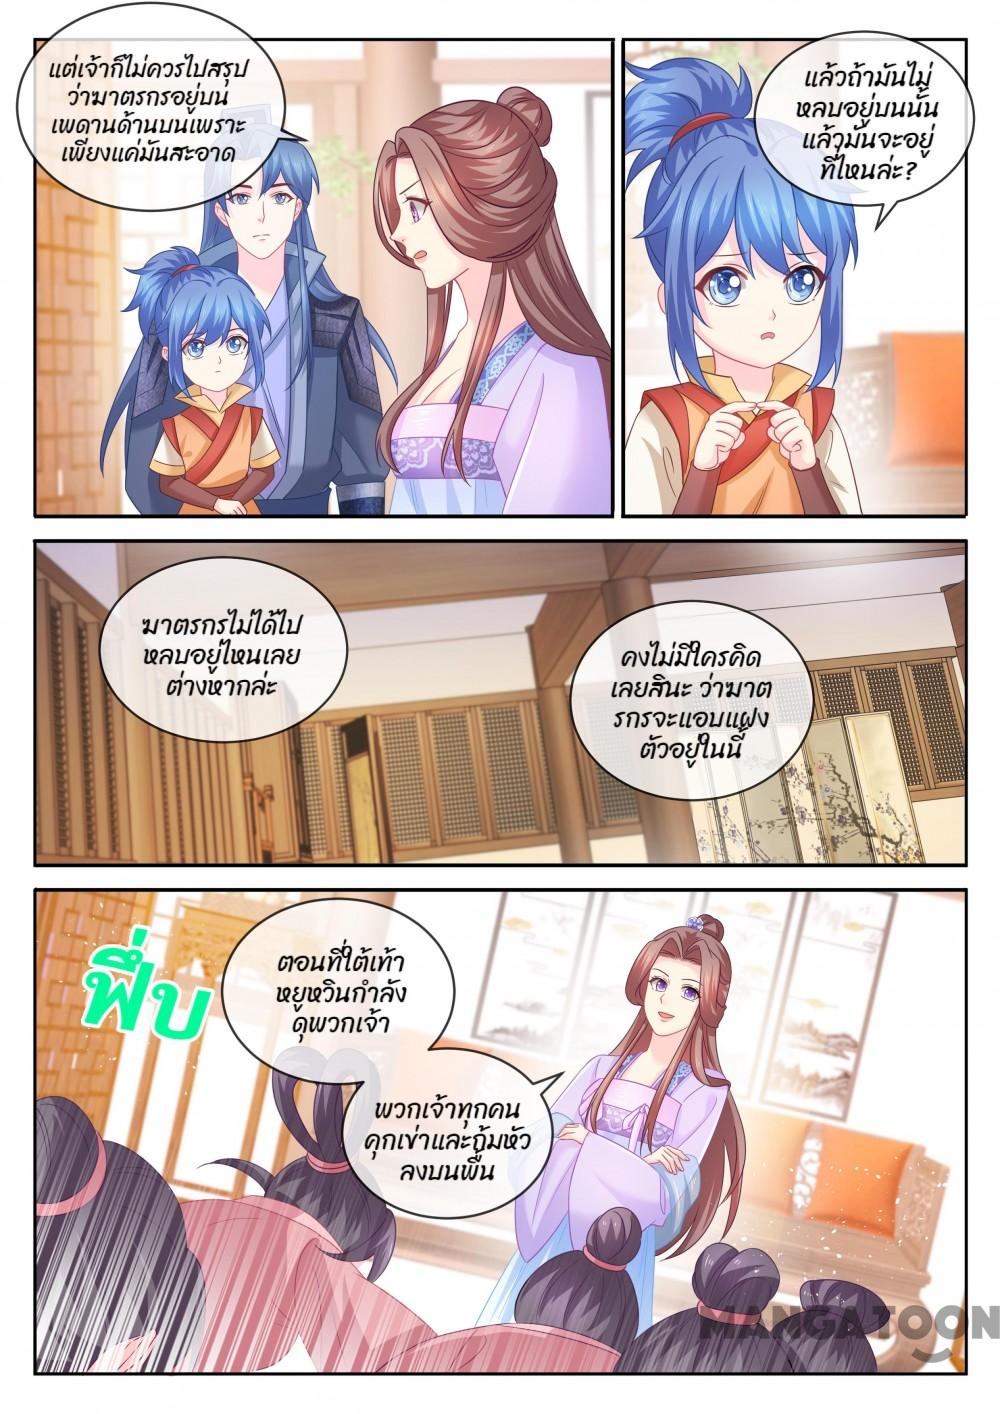 แต่เจ้าก็ไม่ควรไปสรุป
ว่าฆาตรกรอยู่บน
เพดานด้านบนเพราะ
เพียงแค่มันสะอาด
แล้วถ้ามันไม่
หลบอยู่บนนั้น
แล้วมันจะอยู่
ที่ไหนล่ะ?
ฆาตรกรไม่ได้ไป
หลบอยู่ไหนเลย
ต่างหากล่ะ
คงไม่มีใครคิด
เลยสินะ ว่าฆาต
รกรจะแอบแฝง
ตัวอยู่ในนี้
ฟึ่บ
ตอนที่ใต้เท้า
หยูหวินกำลัง
ดุพวกเจ้า
พวกเจ้าทุกคน
คุกเข่าและก้มหัว
ลงบนพื้น
MANGATOON